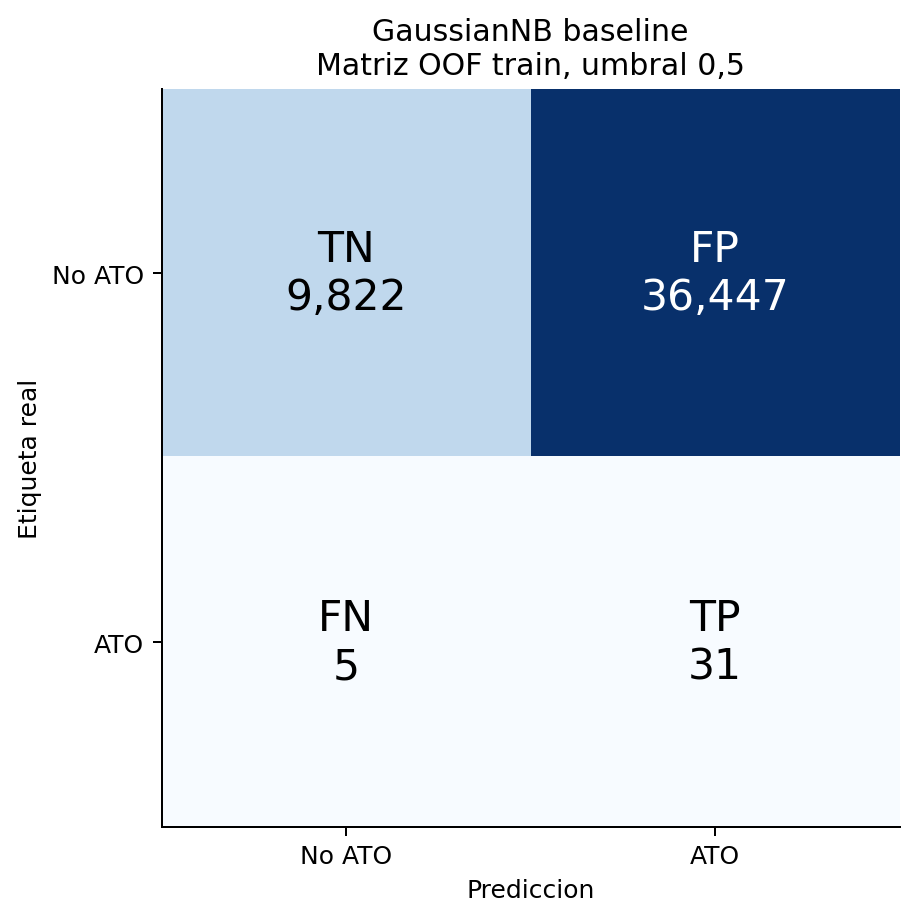 GaussianNB baseline
Matriz OOF train, umbral 0,5
TN
9,822
FP
36,447
No ATO
Etiqueta real
FN
5
TP
31
ATO
No ATO
ATO
Prediccion